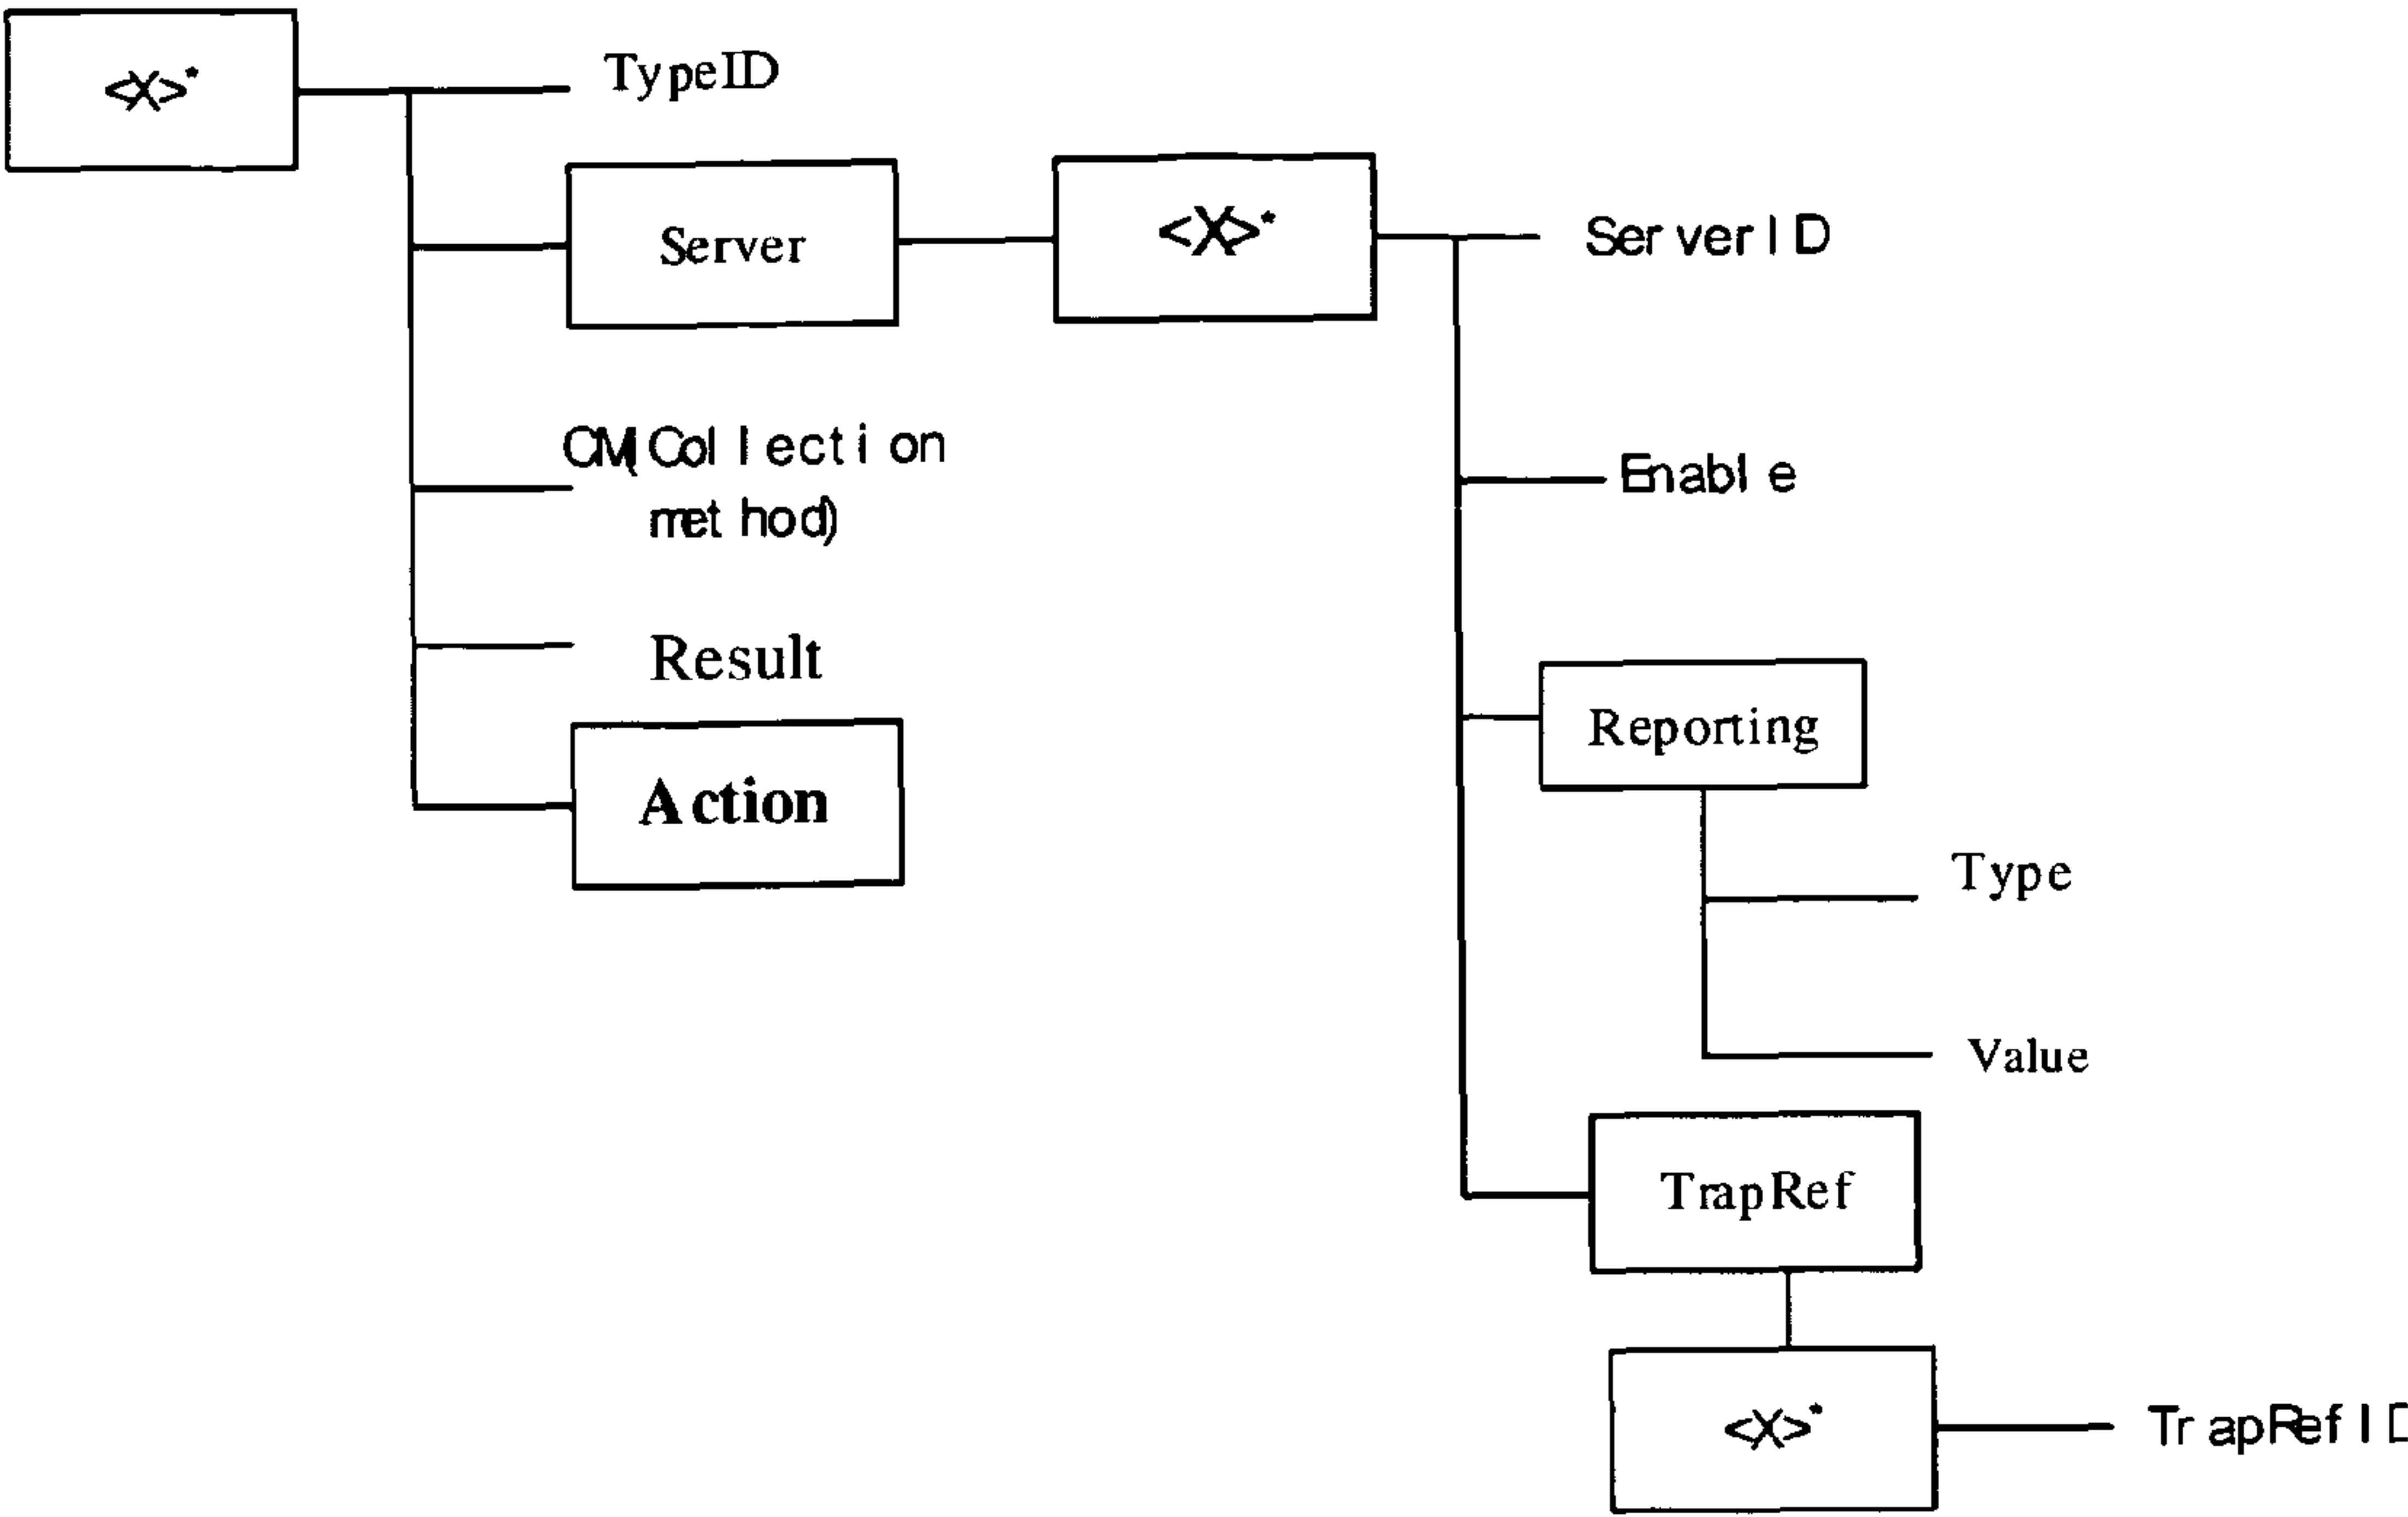 <X>*
TypeID
Server
<X>*
ServerID
CM(Collection
method)
Enable
Result
Reporting
Action
Type
Value
TrapRef
<X>*
TrapRefID